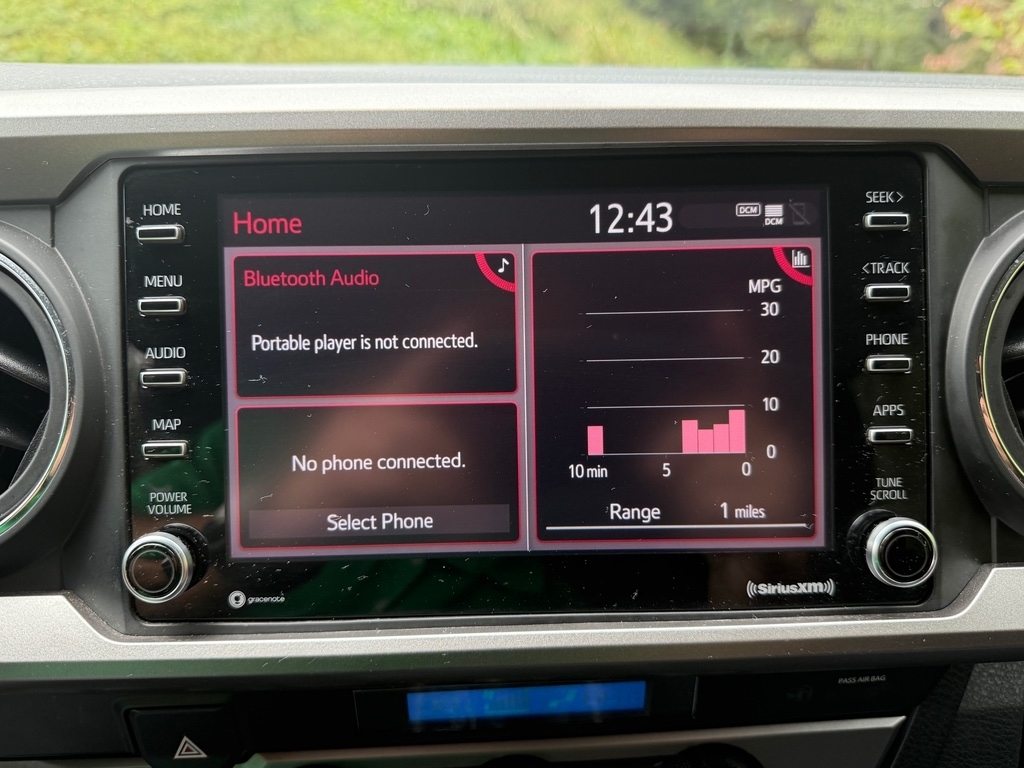 HOME
MENU
AUDIO
MAP
POWER
VOLUME
Home
12:43
DCM
DCM
Bluetooth Audio
Portable player is not connected.
No phone connected.
Select Phone
MPG
30
20
10
0
10 min 5 0
Range 1 miles
SEEK >
< TRACK
PHONE
APPS
TUNE
SCROLL
gracenote
((SiriusXM))
PASS AIR BAG